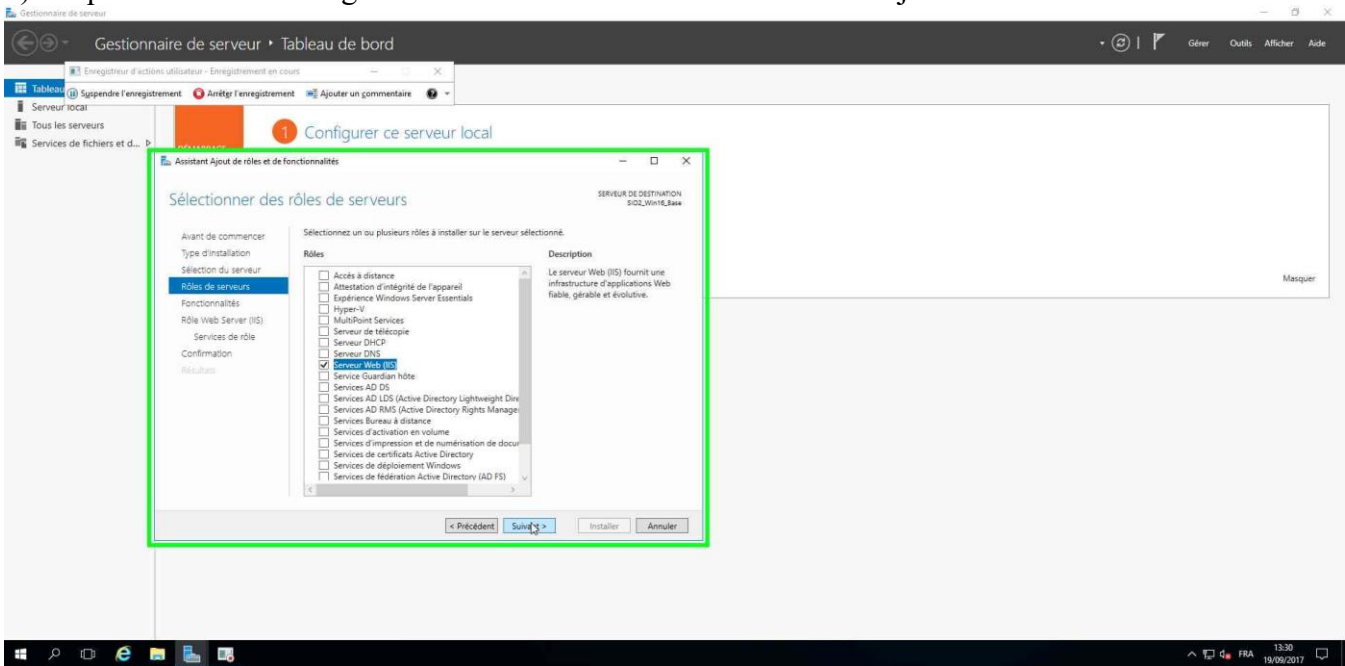 Gestionnaire de serveur
Gestionnaire de serveur • Tableau de bord
Gérer Outils Afficher Aide
Enregistreur d'actions utilisateur - Enregistrement en cours
Suspendre l'enregistrement Arrêter l'enregistrement Ajouter un commentaire
Tableau
Serveur local
Tous les serveurs
Services de fichiers et d...
1 Configurer ce serveur local
Masquer
Assistant Ajout de rôles et de fonctionnalités
Sélectionner des rôles de serveurs
SERVEUR DE DESTINATION
SIO2_Win16_Base
Avant de commencer
Type d'installation
Sélection du serveur
Rôles de serveurs
Fonctionnalités
Rôle Web Server (IIS)
Services de rôle
Confirmation
Résultats
Sélectionnez un ou plusieurs rôles à installer sur le serveur sélectionné.
Rôles
Accès à distance
Attestation d'intégrité de l'appareil
Expérience Windows Server Essentials
Hyper-V
MultiPoint Services
Serveur de télécopie
Serveur DHCP
Serveur DNS
Serveur Web (IIS)
Service Guardian hôte
Services AD DS
Services AD LDS (Active Directory Lightweight Dire
Services AD RMS (Active Directory Rights Manage
Services Bureau à distance
Services d'activation en volume
Services d'impression et de numérisation de docu
Services de certificats Active Directory
Services de déploiement Windows
Services de fédération Active Directory (AD FS)
Description
Le serveur Web (IIS) fournit une
infrastructure d'applications Web
fiable, gérable et évolutive.
< Précédent Suivant > Installer Annuler
FRA
13:30
19/09/2017